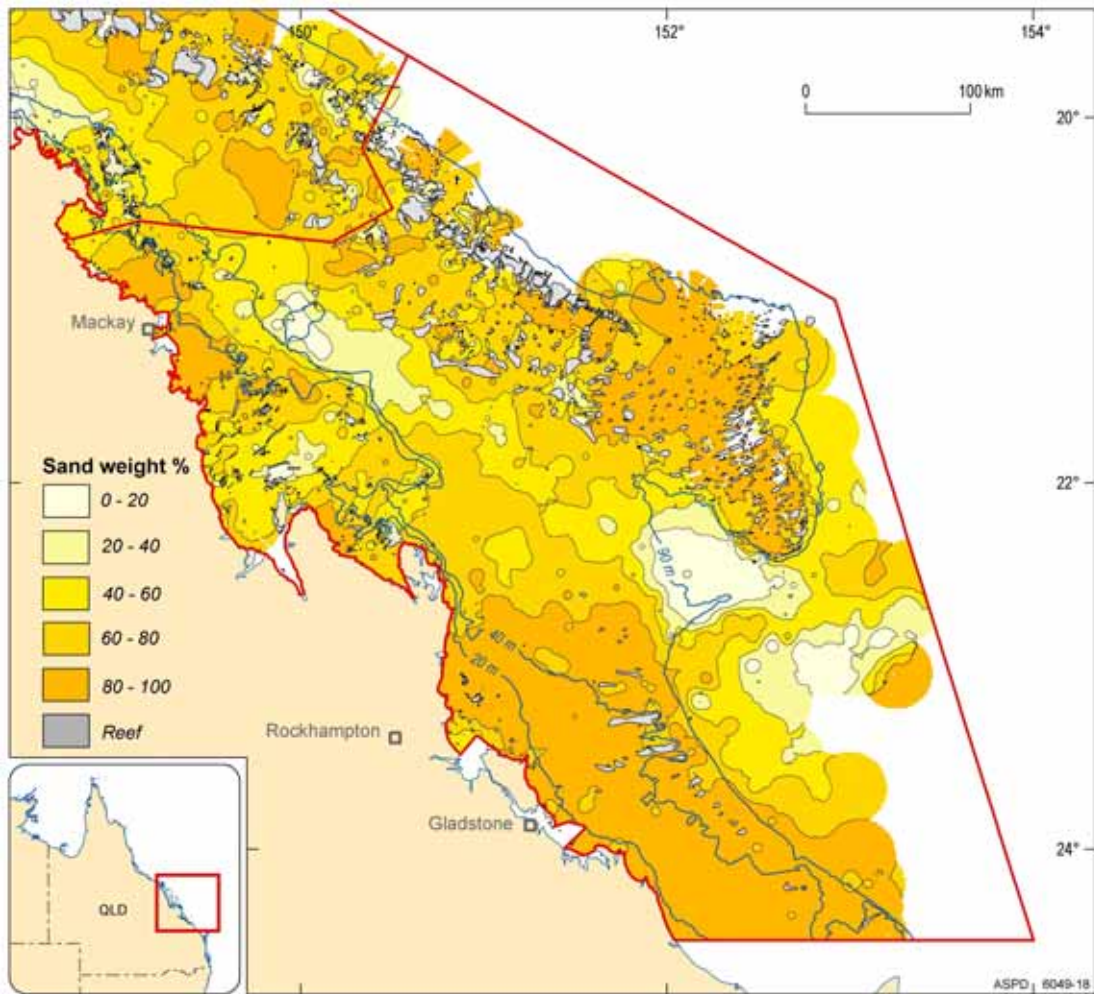 150°
152°
154°
0
100 km
20°
Mackay
Sand weight %
0 - 20
20 - 40
40 - 60
60 - 80
80 - 100
Reef
22°
90 m
40 m
20 m
Rockhampton
Gladstone
24°
QLD
ASPD 6049-18